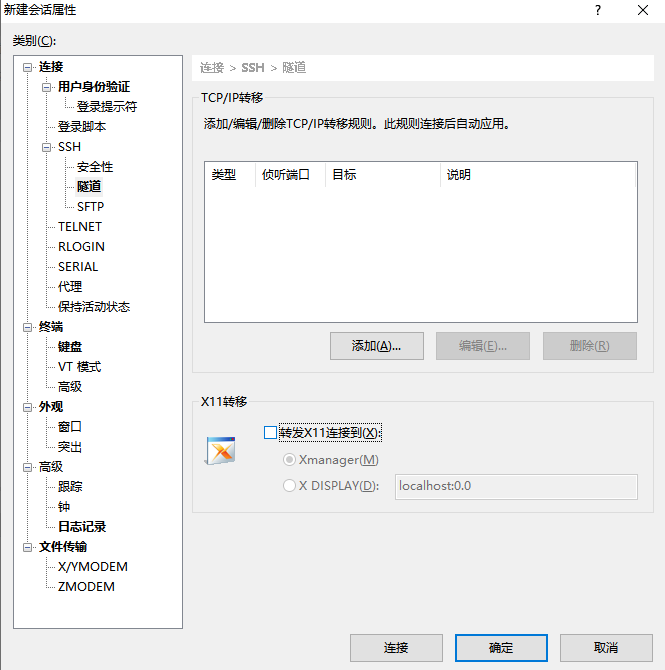 新建会话属性
?
类别(C):
连接
用户身份验证
登录提示符
登录脚本
SSH
安全性
隧道
SFTP
TELNET
RLOGIN
SERIAL
代理
保持活动状态
终端
键盘
VT 模式
高级
外观
窗口
突出
高级
跟踪
钟
日志记录
文件传输
X/YMODEM
ZMODEM
连接 > SSH > 隧道
TCP/IP转移
添加/编辑/删除TCP/IP转移规则。此规则连接后自动应用。
类型 侦听端口 目标 说明
添加(A)... 编辑(E)... 删除(R)
X11转移
转发X11连接到(X):
Xmanager(M)
X DISPLAY(D): localhost:0.0
连接 确定 取消